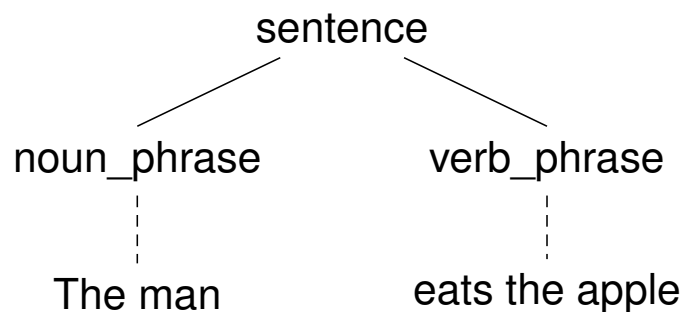 sentence
noun_phrase verb_phrase
The man eats the apple